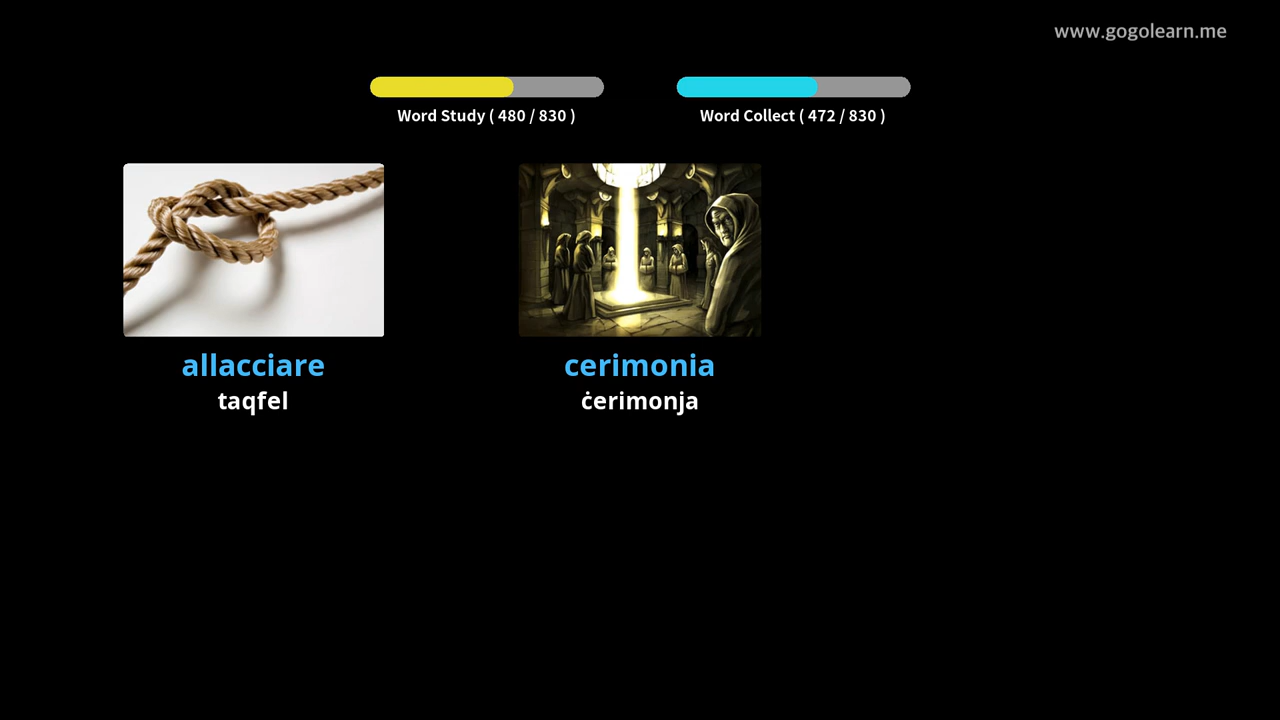 www.gogolearn.me
Word Study ( 480 / 830 )
Word Collect ( 472 / 830 )
allacciare
taqfel
cerimonia
ċerimonja